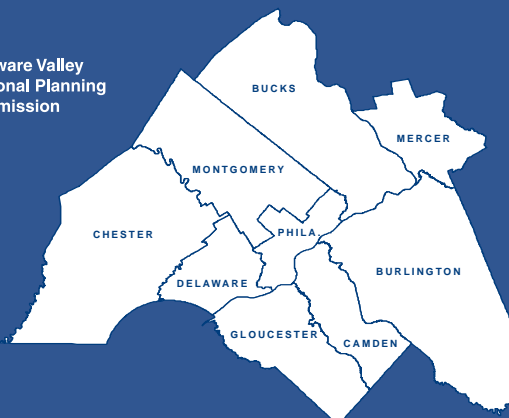 ware Valley
onal Planning
mission
BUCKS
MERCER
MONTGOMERY
CHESTER
PHILA.
BURLINGTON
DELAWARE
GLOUCESTER
CAMDEN